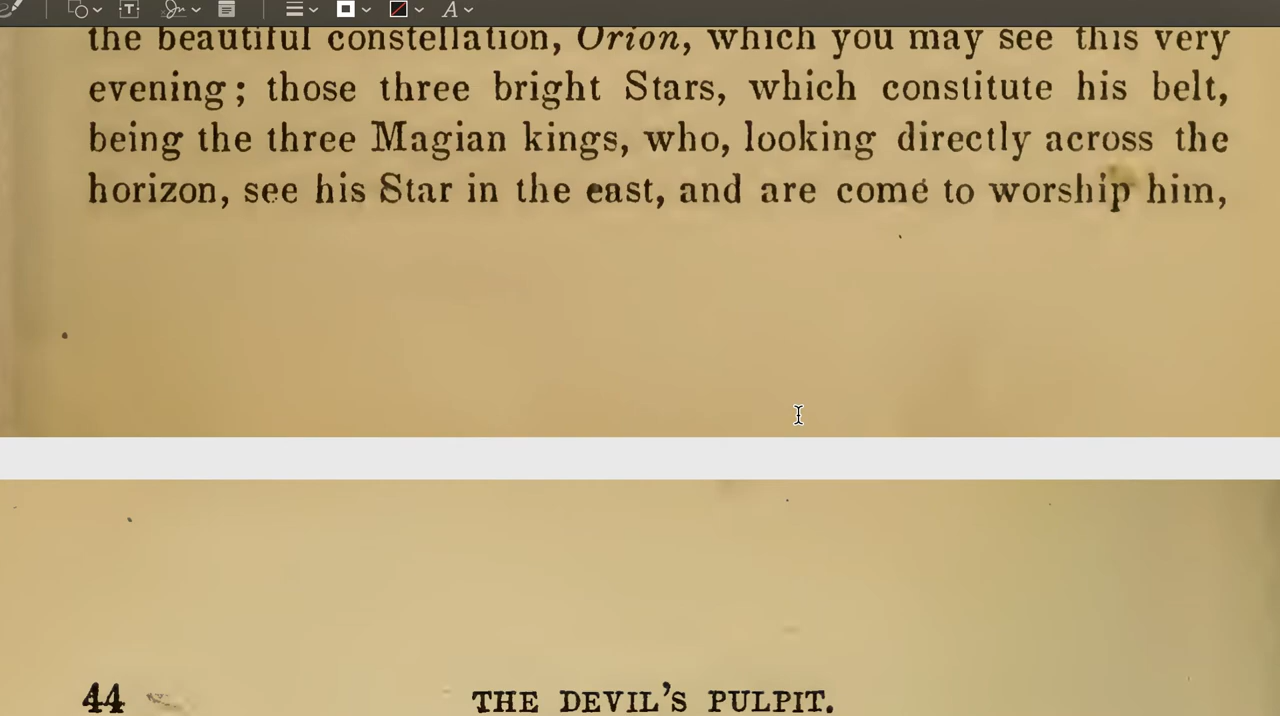 the beautiful constellation, Orion, which you may see this very
evening; those three bright Stars, which constitute his belt,
being the three Magian kings, who, looking directly across the
horizon, see his Star in the east, and are come to worship him,
44 THE DEVIL'S PULPIT.